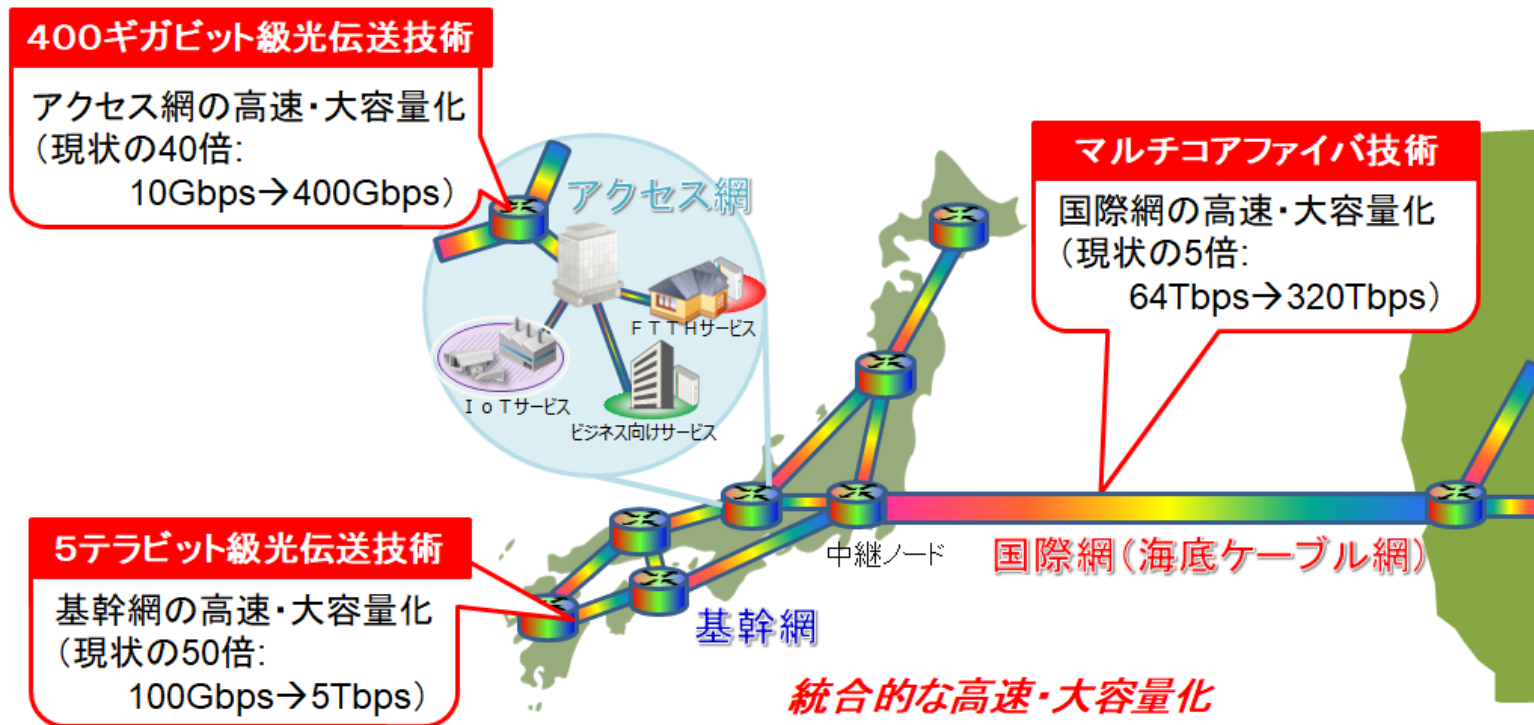 400ギガビット級光伝送技術
アクセス網の高速・大容量化
(現状の40倍:
10Gbps→400Gbps)
アクセス網
FTTHサービス
IoTサービス
ビジネス向けサービス
マルチコアファイバ技術
国際網の高速・大容量化
(現状の5倍:
64Tbps→320Tbps)
5テラビット級光伝送技術
基幹網の高速・大容量化
(現状の50倍:
100Gbps→5Tbps)
中継ノード
国際網(海底ケーブル網)
基幹網
統合的な高速・大容量化